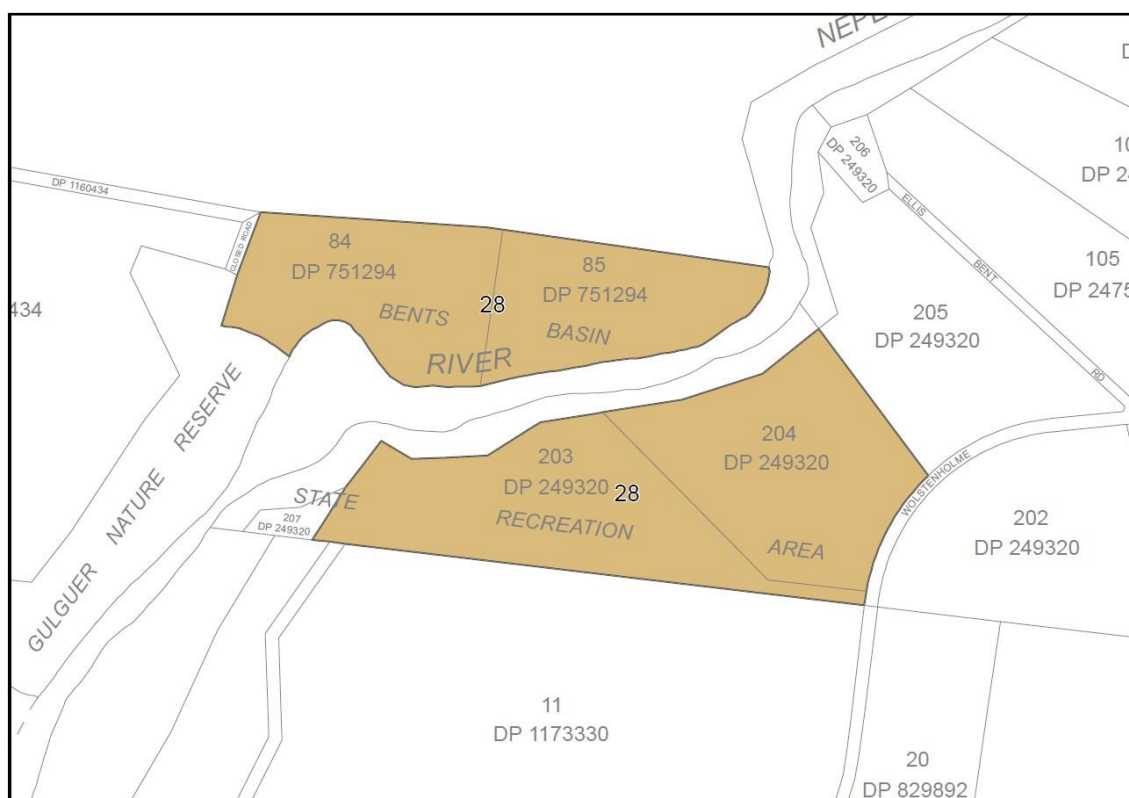 NEPE
DP 1160434
CLOSED ROAD
84
DP 751294
85
DP 751294
28
BENTS
BASIN
RIVER
206
DP 249320
ELLIS
BENT
RD
10
DP 24
105
DP 2475
205
DP 249320
434
GULGUER NATURE RESERVE
204
DP 249320
203
DP 249320
28
STATE
RECREATION
AREA
207
DP 249320
WOLSTENHOLME
202
DP 249320
11
DP 1173330
20
DP 829892